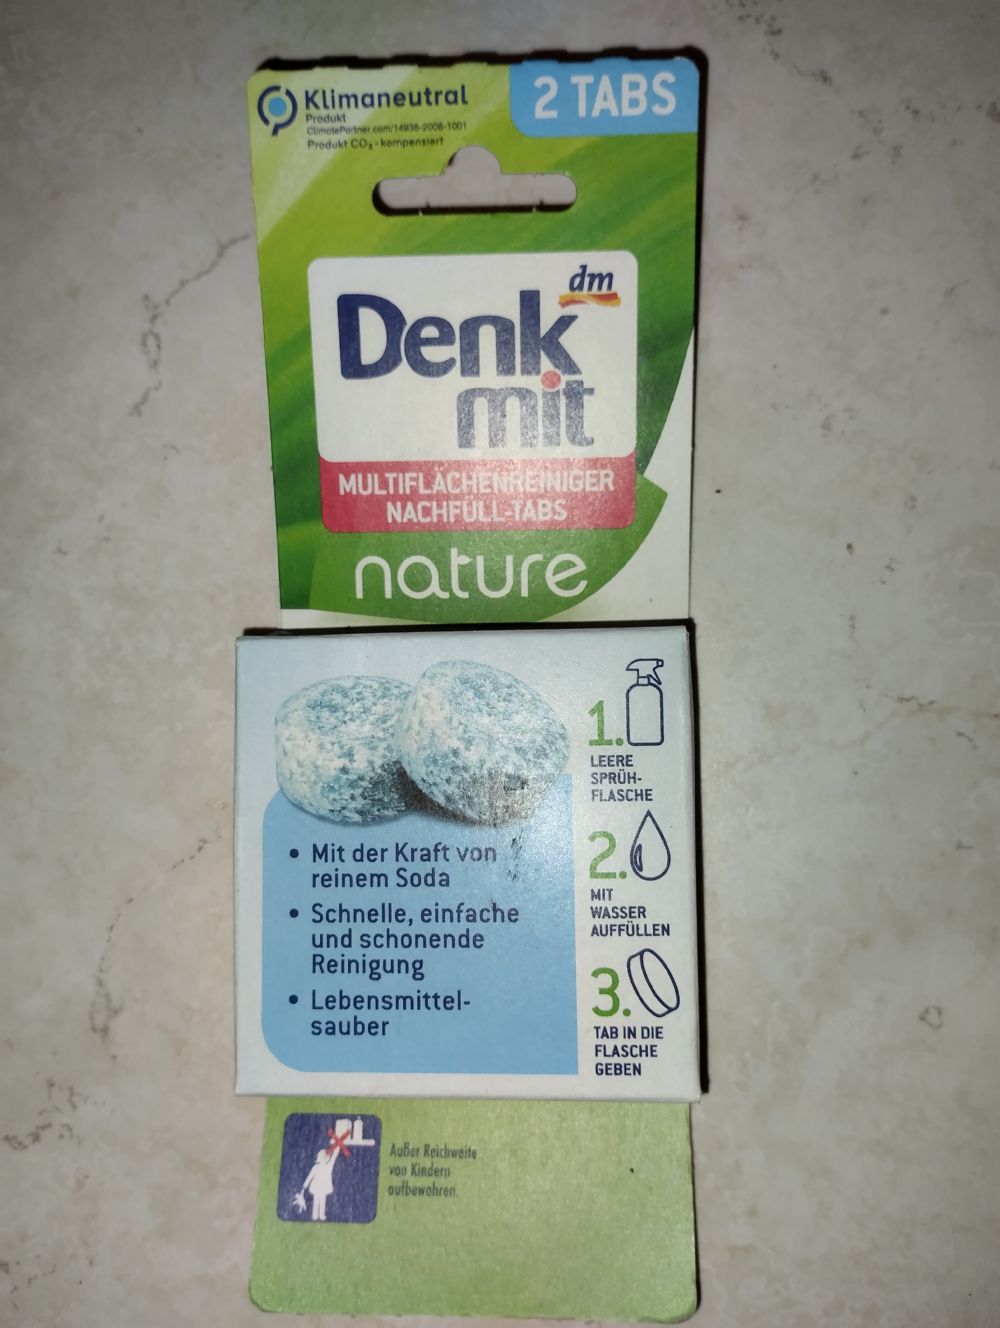 Klimaneutral
Produkt
ClimatePartner.com/14938-2008-1001
Produkt CO₂-kompensiert
2 TABS
dm
Denk
mit
MULTIFLÄCHENREINIGER
NACHFÜLL-TABS
nature
• Mit der Kraft von
reinem Soda
• Schnelle, einfache
und schonende
Reinigung
• Lebensmittel-
sauber
1.
LEERE
SPRÜH-
FLASCHE
2.
MIT
WASSER
AUFFÜLLEN
3.
TAB IN DIE
FLASCHE
GEBEN
Außer Reichweite
von Kindern
aufbewahren.